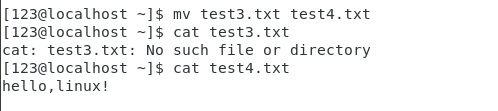 [123@localhost ~]$ mv test3.txt test4.txt
[123@localhost ~]$ cat test3.txt
cat: test3.txt: No such file or directory
[123@localhost ~]$ cat test4.txt
hello,linux!